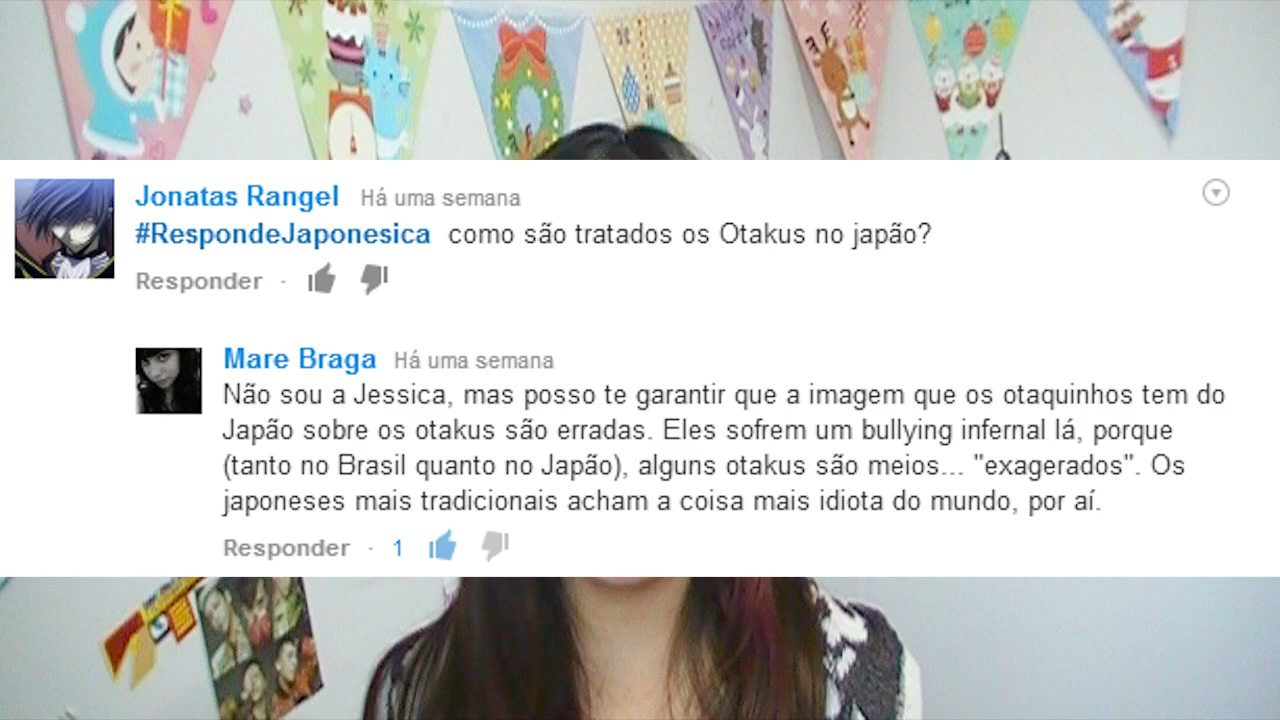 Jonatas Rangel Há uma semana
#RespondeJaponesica como são tratados os Otakus no japão?
Responder ·
Mare Braga Há uma semana
Não sou a Jessica, mas posso te garantir que a imagem que os otaquinhos tem do
Japão sobre os otakus são erradas. Eles sofrem um bullying infernal lá, porque
(tanto no Brasil quanto no Japão), alguns otakus são meios... "exagerados". Os
japoneses mais tradicionais acham a coisa mais idiota do mundo, por aí.
Responder · 1